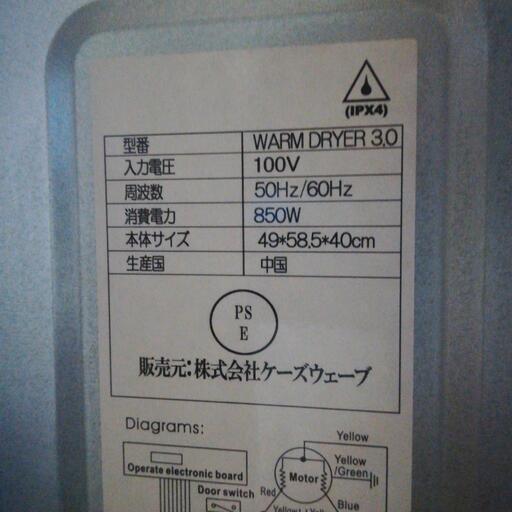 (IPX4)
型番 WARM DRYER 3.0
入力電圧 100V
周波数 50Hz/60Hz
消費電力 850W
本体サイズ 49*58.5*40cm
生産国 中国
PS
E
販売元:株式会社ケーズウェーブ
Diagrams:
Yellow
Operate electronic board
Motor
Yellow
/Green
Door switch
Red
Blue